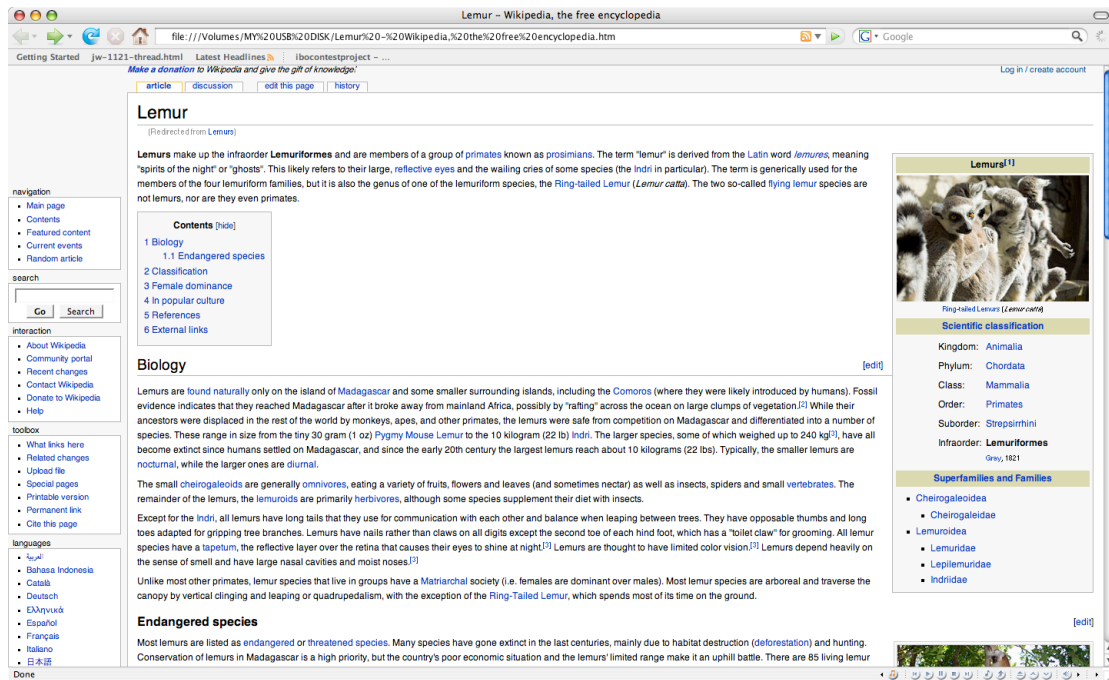 Lemur – Wikipedia, the free encyclopedia
file:///Volumes/MY%20USB%20DISK/Lemur%20-%20Wikipedia,%20the%20free%20encyclopedia.htm
Google
Getting Started jw-1121-thread.html Latest Headlines ibocontestproject – ...
Make a donation to Wikipedia and give the gift of knowledge!
Log in / create account
article discussion edit this page history
Lemur
(Redirected from Lemurs)
Lemurs make up the infraorder Lemuriformes and are members of a group of primates known as prosimians. The term "lemur" is derived from the Latin word lemures, meaning
"spirits of the night" or "ghosts". This likely refers to their large, reflective eyes and the wailing cries of some species (the Indri in particular). The term is generically used for the
members of the four lemuriform families, but it is also the genus of one of the lemuriform species, the Ring-tailed Lemur (Lemur catta). The two so-called flying lemur species are
not lemurs, nor are they even primates.
Contents [hide]
1 Biology
1.1 Endangered species
2 Classification
3 Female dominance
4 In popular culture
5 References
6 External links
Biology
[edit]
Lemurs are found naturally only on the island of Madagascar and some smaller surrounding islands, including the Comoros (where they were likely introduced by humans). Fossil
evidence indicates that they reached Madagascar after it broke away from mainland Africa, possibly by "rafting" across the ocean on large clumps of vegetation.[2] While their
ancestors were displaced in the rest of the world by monkeys, apes, and other primates, the lemurs were safe from competition on Madagascar and differentiated into a number of
species. These range in size from the tiny 30 gram (1 oz) Pygmy Mouse Lemur to the 10 kilogram (22 lb) Indri. The larger species, some of which weighed up to 240 kg[3], have all
become extinct since humans settled on Madagascar, and since the early 20th century the largest lemurs reach about 10 kilograms (22 lbs). Typically, the smaller lemurs are
nocturnal, while the larger ones are diurnal.
The small cheirogaleoids are generally omnivores, eating a variety of fruits, flowers and leaves (and sometimes nectar) as well as insects, spiders and small vertebrates. The
remainder of the lemurs, the lemuroids are primarily herbivores, although some species supplement their diet with insects.
Except for the Indri, all lemurs have long tails that they use for communication with each other and balance when leaping between trees. They have opposable thumbs and long
toes adapted for gripping tree branches. Lemurs have nails rather than claws on all digits except the second toe of each hind foot, which has a "toilet claw" for grooming. All lemur
species have a tapetum, the reflective layer over the retina that causes their eyes to shine at night.[3] Lemurs are thought to have limited color vision.[3] Lemurs depend heavily on
the sense of smell and have large nasal cavities and moist noses.[3]
Unlike most other primates, lemur species that live in groups have a Matriarchal society (i.e. females are dominant over males). Most lemur species are arboreal and traverse the
canopy by vertical clinging and leaping or quadrupedalism, with the exception of the Ring-Tailed Lemur, which spends most of its time on the ground.
Endangered species
[edit]
Most lemurs are listed as endangered or threatened species. Many species have gone extinct in the last centuries, mainly due to habitat destruction (deforestation) and hunting.
Conservation of lemurs in Madagascar is a high priority, but the country's poor economic situation and the lemurs' limited range make it an uphill battle. There are 85 living lemur
Lemurs[1]
Ring-tailed Lemurs (Lemur catta)
Scientific classification
Kingdom: Animalia
Phylum: Chordata
Class: Mammalia
Order: Primates
Suborder: Strepsirrhini
Infraorder: Lemuriformes
Gray, 1821
Superfamilies and Families
Cheirogaleoidea
Cheirogaleidae
Lemuroidea
Lemuridae
Lepilemuridae
Indriidae
navigation
Main page
Contents
Featured content
Current events
Random article
search
Go Search
interaction
About Wikipedia
Community portal
Recent changes
Contact Wikipedia
Donate to Wikipedia
Help
toolbox
What links here
Related changes
Upload file
Special pages
Printable version
Permanent link
Cite this page
languages
العربية
Bahasa Indonesia
Català
Deutsch
Ελληνικά
Español
Français
Italiano
日本語
Done